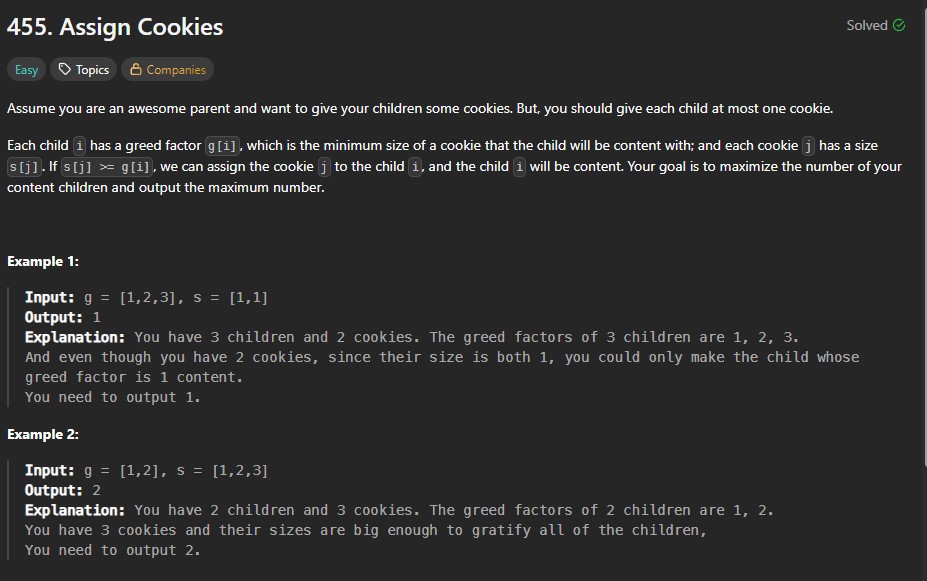 455. Assign Cookies
Solved
Easy
Topics
Companies
Assume you are an awesome parent and want to give your children some cookies. But, you should give each child at most one cookie.
Each child i has a greed factor g[i], which is the minimum size of a cookie that the child will be content with; and each cookie j has a size
s[j]. If s[j] >= g[i], we can assign the cookie j to the child i, and the child i will be content. Your goal is to maximize the number of your
content children and output the maximum number.
Example 1:
Input: g = [1,2,3], s = [1,1]
Output: 1
Explanation: You have 3 children and 2 cookies. The greed factors of 3 children are 1, 2, 3.
And even though you have 2 cookies, since their size is both 1, you could only make the child whose
greed factor is 1 content.
You need to output 1.
Example 2:
Input: g = [1,2], s = [1,2,3]
Output: 2
Explanation: You have 2 children and 3 cookies. The greed factors of 2 children are 1, 2.
You have 3 cookies and their sizes are big enough to gratify all of the children,
You need to output 2.